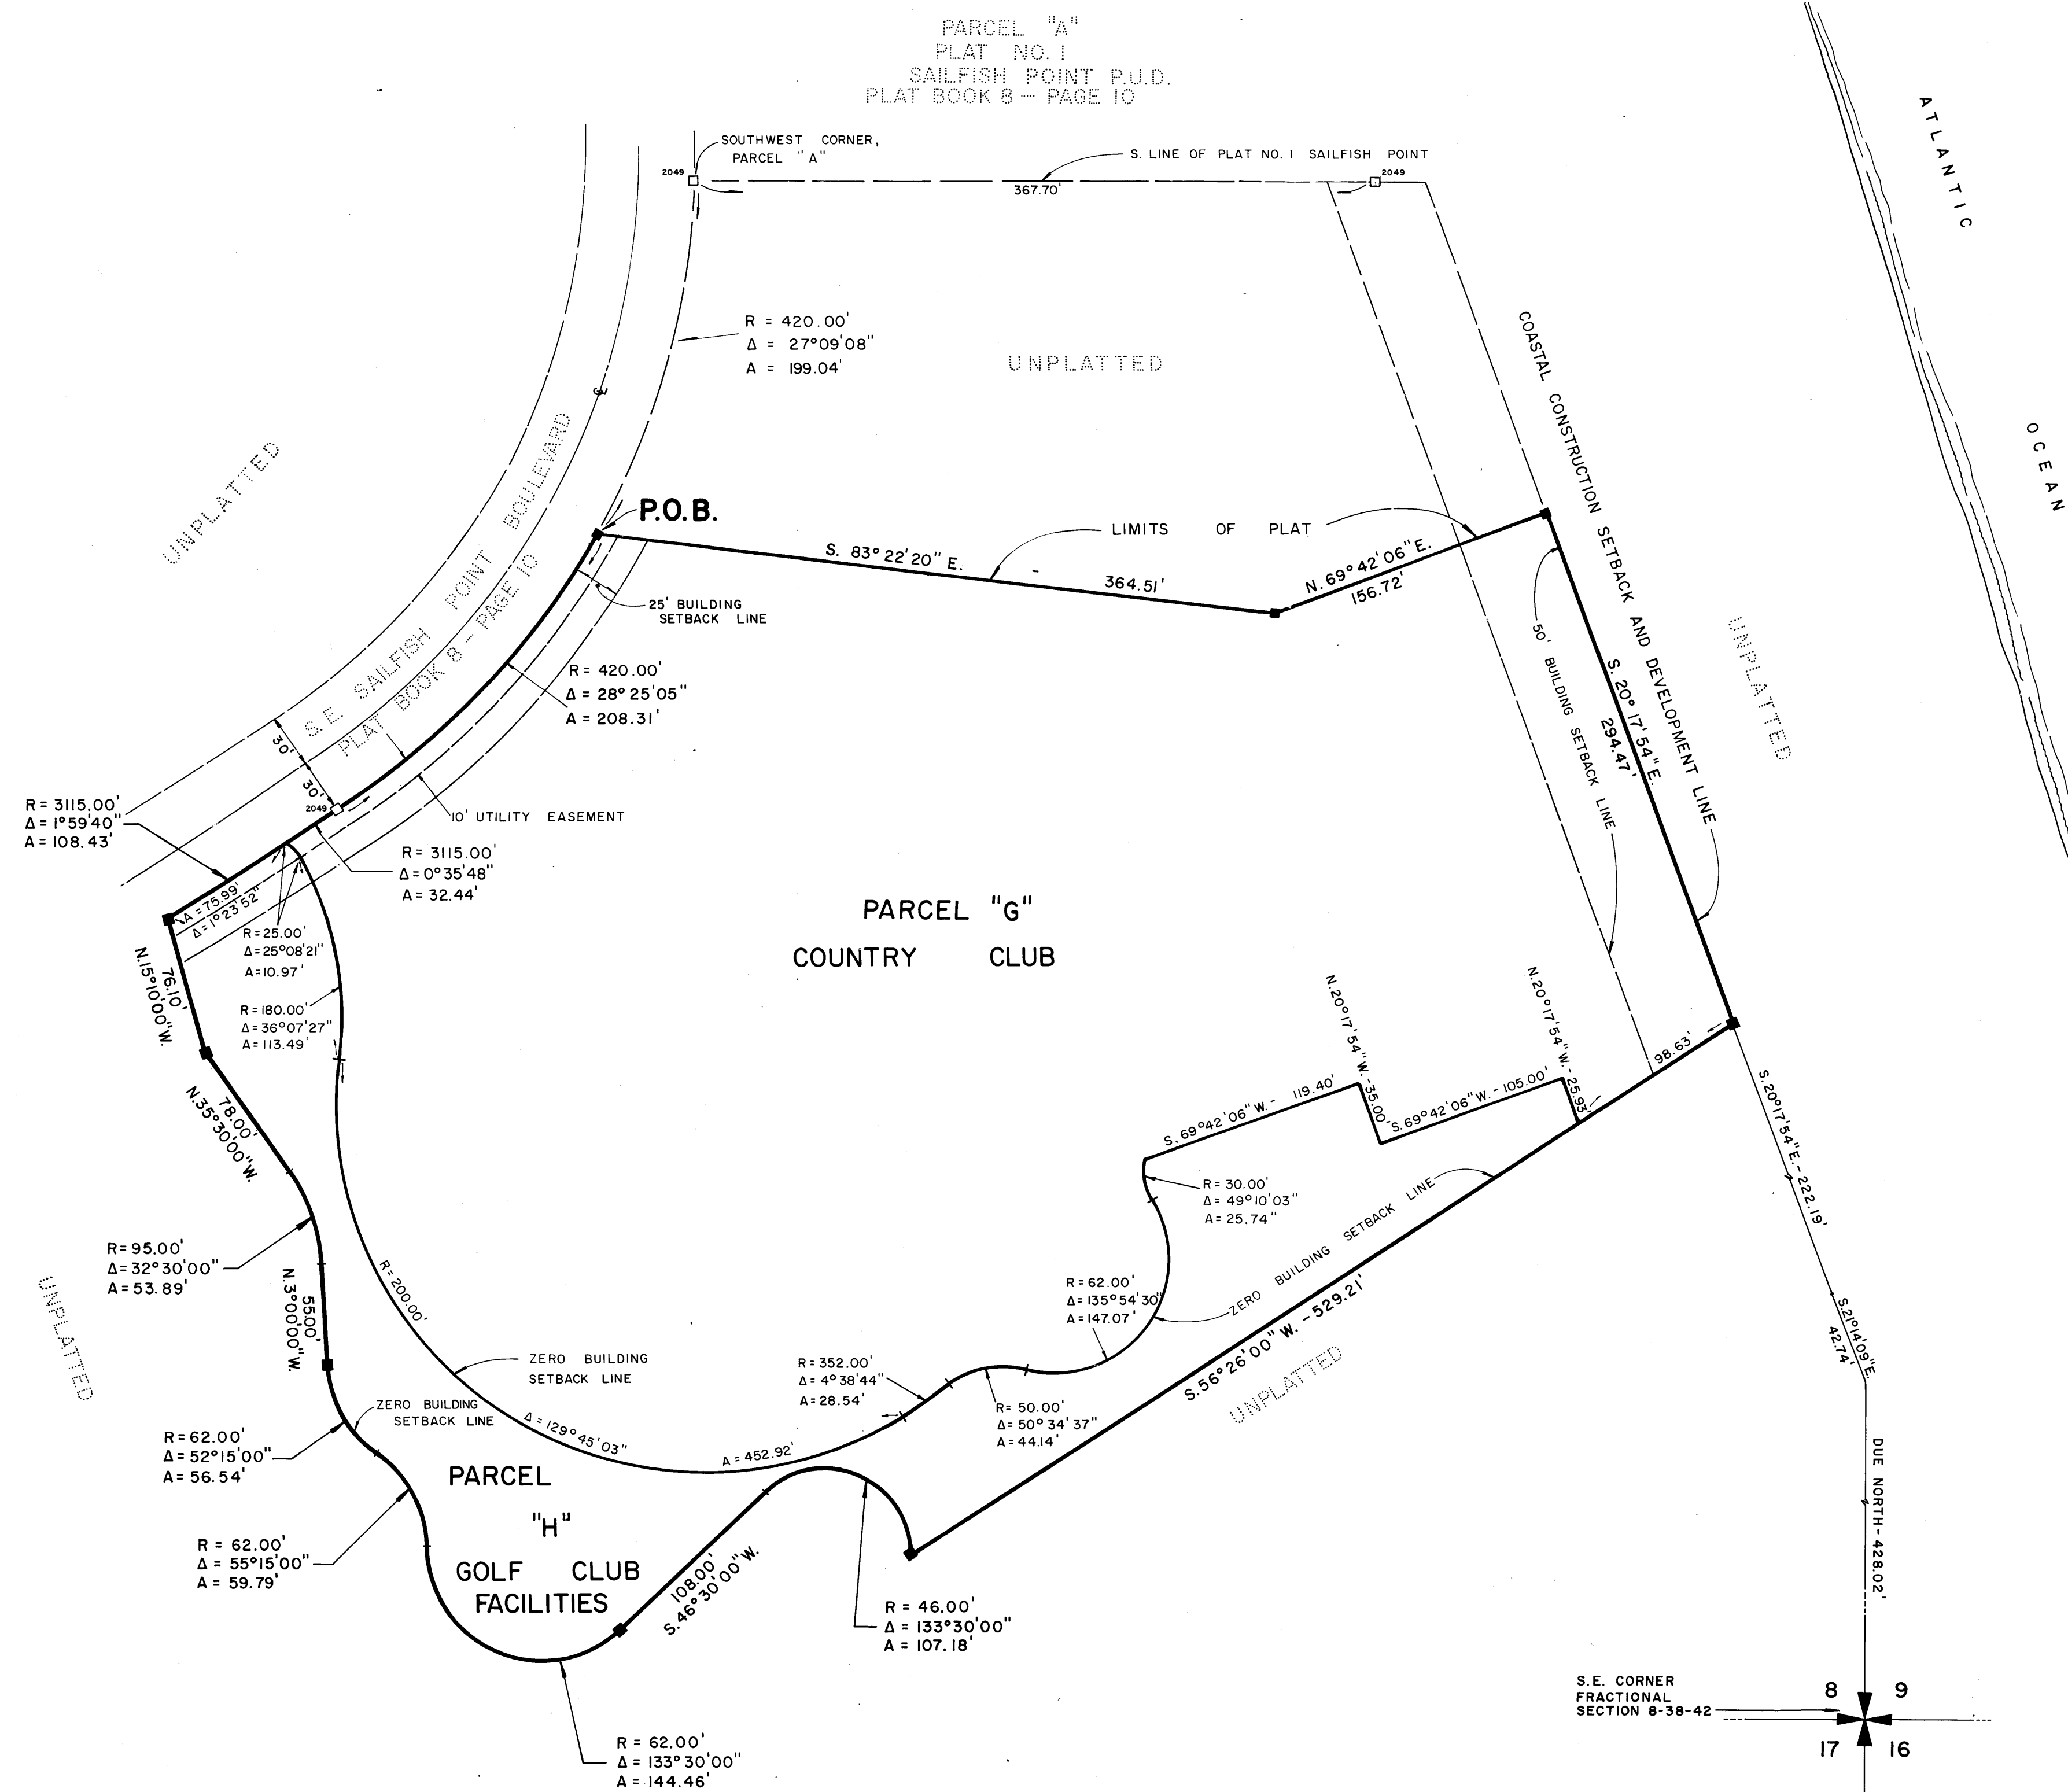 PARCEL "A"
PLAT NO. 1
SAILFISH POINT P.U.D.
PLAT BOOK 8 — PAGE 10
SOUTHWEST CORNER,
PARCEL "A"
2049
S. LINE OF PLAT NO. 1 SAILFISH POINT
2049
367.70'
ATLANTIC
OCEAN
R = 420.00'
Δ = 27°09'08"
A = 199.04'
UNPLATTED
UNPLATTED
S.E. SAILFISH POINT BOULEVARD
PLAT BOOK 8 – PAGE 10
COASTAL CONSTRUCTION SETBACK AND DEVELOPMENT LINE
P.O.B.
LIMITS OF PLAT
S. 83° 22' 20" E. - 364.51'
N. 69° 42' 06" E.
156.72'
25' BUILDING
SETBACK LINE
50' BUILDING SETBACK LINE
S. 20° 17' 54" E.
294.47'
UNPLATTED
R = 420.00'
Δ = 28° 25' 05"
A = 208.31'
30'
30'
2049
10' UTILITY EASEMENT
R = 3115.00'
Δ = 1°59'40"
A = 108.43'
R = 3115.00'
Δ = 0°35'48"
A = 32.44'
A = 75.99'
Δ = 1°23'52"
R = 25.00'
Δ = 25°08'21"
A = 10.97'
PARCEL "G"
COUNTRY CLUB
76.10'
N.15°10'00"W.
R = 180.00'
Δ = 36°07'27"
A = 113.49'
78.00'
N.35°30'00"W.
N.20°17'54"W.-35.00'
N.20°17'54"W.-25.93'
98.63'
S. 69°42'06"W. - 119.40'
S. 69°42'06"W. - 105.00'
S. 20°17'54"E. - 222.19'
R = 30.00'
Δ = 49°10'03"
A = 25.74"
ZERO BUILDING SETBACK LINE
R = 95.00'
Δ = 32°30'00"
A = 53.89'
55.00'
N.3°00'00"W.
R = 200.00'
R = 62.00'
Δ = 135°54'30"
A = 147.07'
S. 56° 26' 00" W. - 529.21'
UNPLATTED
S.21°14'09"E.
42.74'
UNPLATTED
ZERO BUILDING
SETBACK LINE
ZERO BUILDING
SETBACK LINE
R = 352.00'
Δ = 4°38'44"
A = 28.54'
R = 50.00'
Δ = 50° 34' 37"
A = 44.14'
Δ = 129°45'03"
A = 452.92'
R = 62.00'
Δ = 52°15'00"
A = 56.54'
PARCEL
"H"
GOLF CLUB
FACILITIES
R = 62.00'
Δ = 55°15'00"
A = 59.79'
108.00'
S. 46°30'00"W.
R = 46.00'
Δ = 133°30'00"
A = 107.18'
DUE NORTH - 428.02'
R = 62.00'
Δ = 133°30'00"
A = 144.46'
S.E. CORNER
FRACTIONAL
SECTION 8-38-42
8 9
17 16